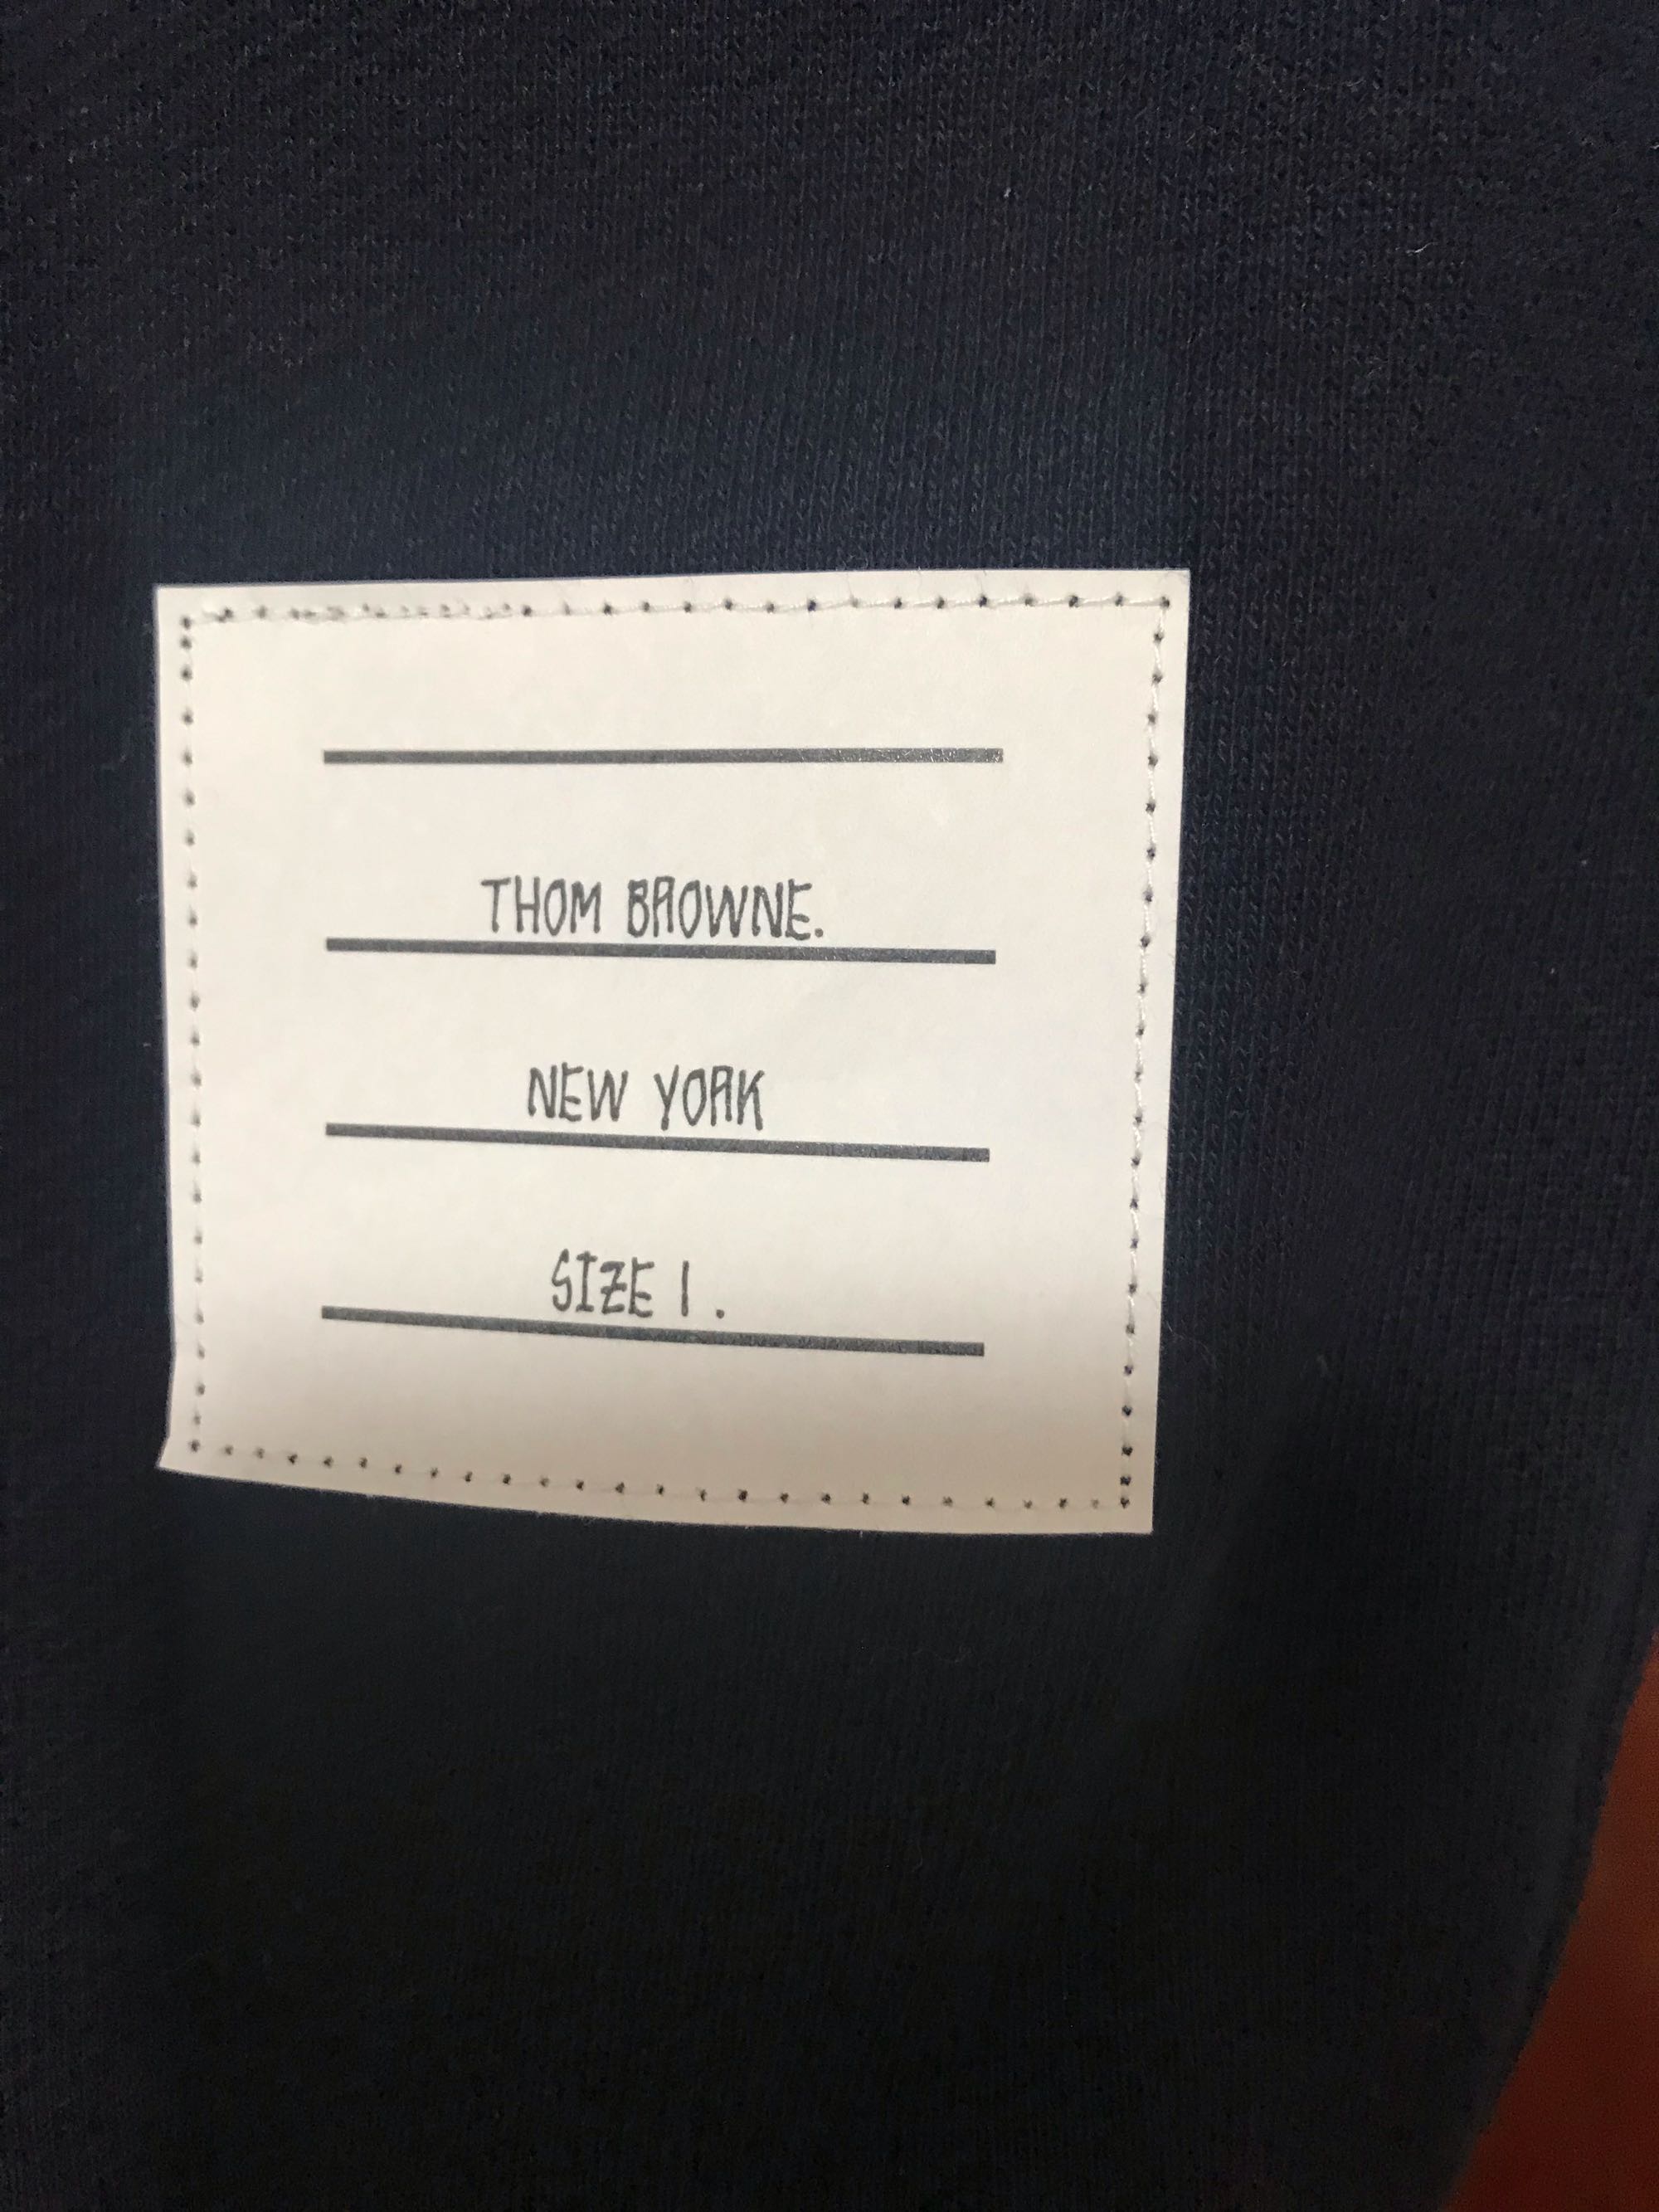 THOM BROWNE.
NEW YORK
SIZE 1.